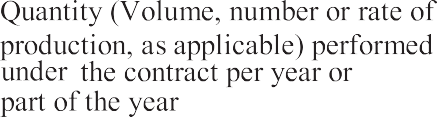 Quantity (Volume, number or rate of
production, as applicable) performed
under the contract per year or
part of the year